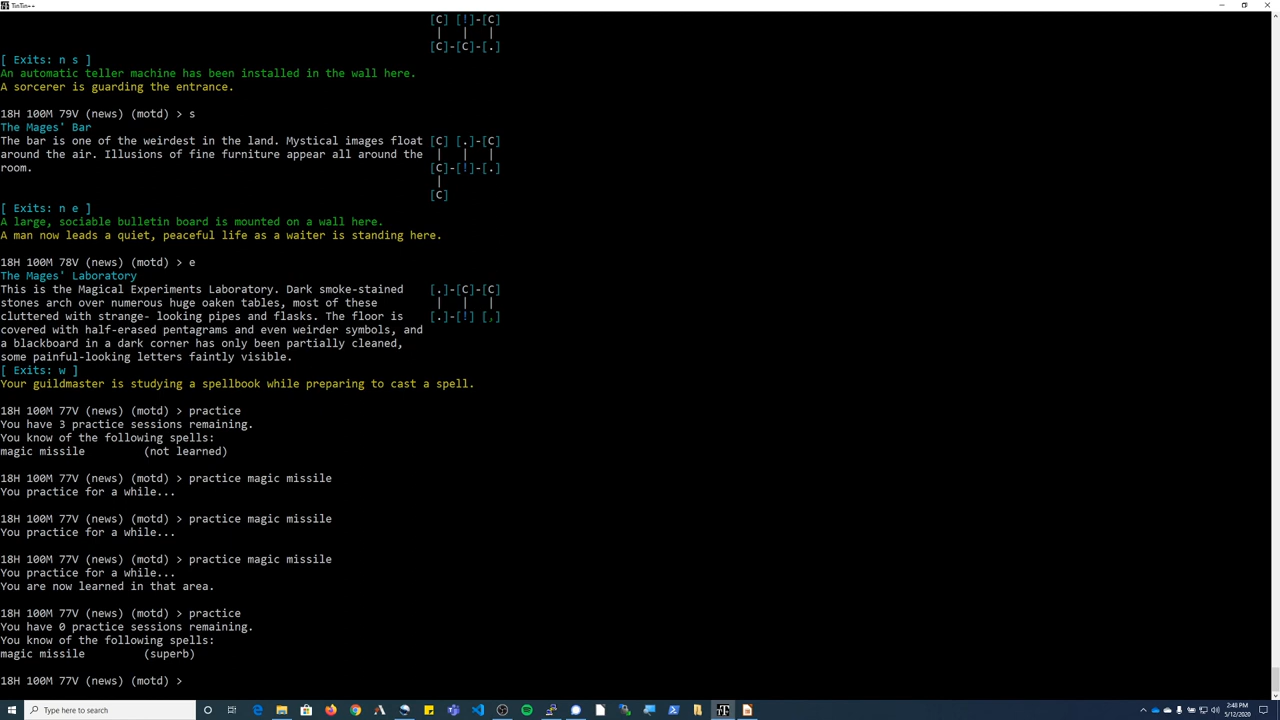 TinTin++
[C] [!]-[C]
| | |
[C]-[C]-[.]
[ Exits: n s ]
An automatic teller machine has been installed in the wall here.
A sorcerer is guarding the entrance.
18H 100M 79V (news) (motd) > s
The Mages' Bar
The bar is one of the weirdest in the land. Mystical images float [C] [.]-[C]
around the air. Illusions of fine furniture appear all around the | | |
room. [C]-[!]-[.]
|
[C]
[ Exits: n e ]
A large, sociable bulletin board is mounted on a wall here.
A man now leads a quiet, peaceful life as a waiter is standing here.
18H 100M 78V (news) (motd) > e
The Mages' Laboratory
This is the Magical Experiments Laboratory. Dark smoke-stained [.]-[C]-[C]
stones arch over numerous huge oaken tables, most of these | | |
cluttered with strange- looking pipes and flasks. The floor is [.]-[!] [,]
covered with half-erased pentagrams and even weirder symbols, and
a blackboard in a dark corner has only been partially cleaned,
some painful-looking letters faintly visible.
[ Exits: w ]
Your guildmaster is studying a spellbook while preparing to cast a spell.
18H 100M 77V (news) (motd) > practice
You have 3 practice sessions remaining.
You know of the following spells:
magic missile (not learned)
18H 100M 77V (news) (motd) > practice magic missile
You practice for a while...
18H 100M 77V (news) (motd) > practice magic missile
You practice for a while...
18H 100M 77V (news) (motd) > practice magic missile
You practice for a while...
You are now learned in that area.
18H 100M 77V (news) (motd) > practice
You have 0 practice sessions remaining.
You know of the following spells:
magic missile (superb)
18H 100M 77V (news) (motd) >
Type here to search
2:48 PM
5/12/2020